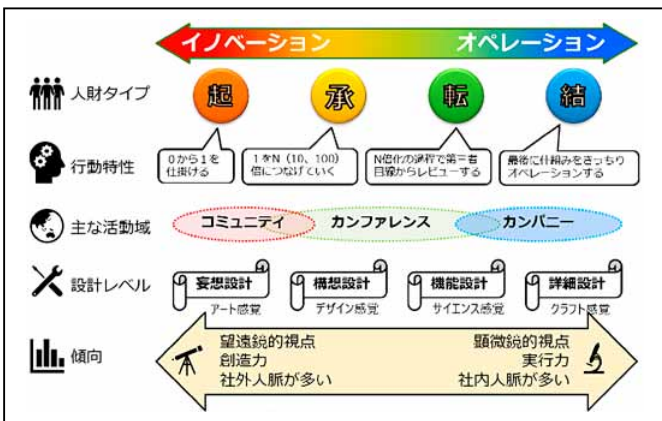 イノベーション オペレーション
人財タイプ 起 承 転 結
行動特性
0から1を
仕掛ける
1をN（10、100）
倍につなげていく
N倍化の過程で第三者
目線からレビューする
最後に仕組みをきっちり
オペレーションする
主な活動域 コミュニティ カンファレンス カンパニー
設計レベル 妄想設計 構想設計 機能設計 詳細設計
アート感覚 デザイン感覚 サイエンス感覚 クラフト感覚
傾向
望遠鏡的視点
創造力
社外人脈が多い
顕微鏡的視点
実行力
社内人脈が多い